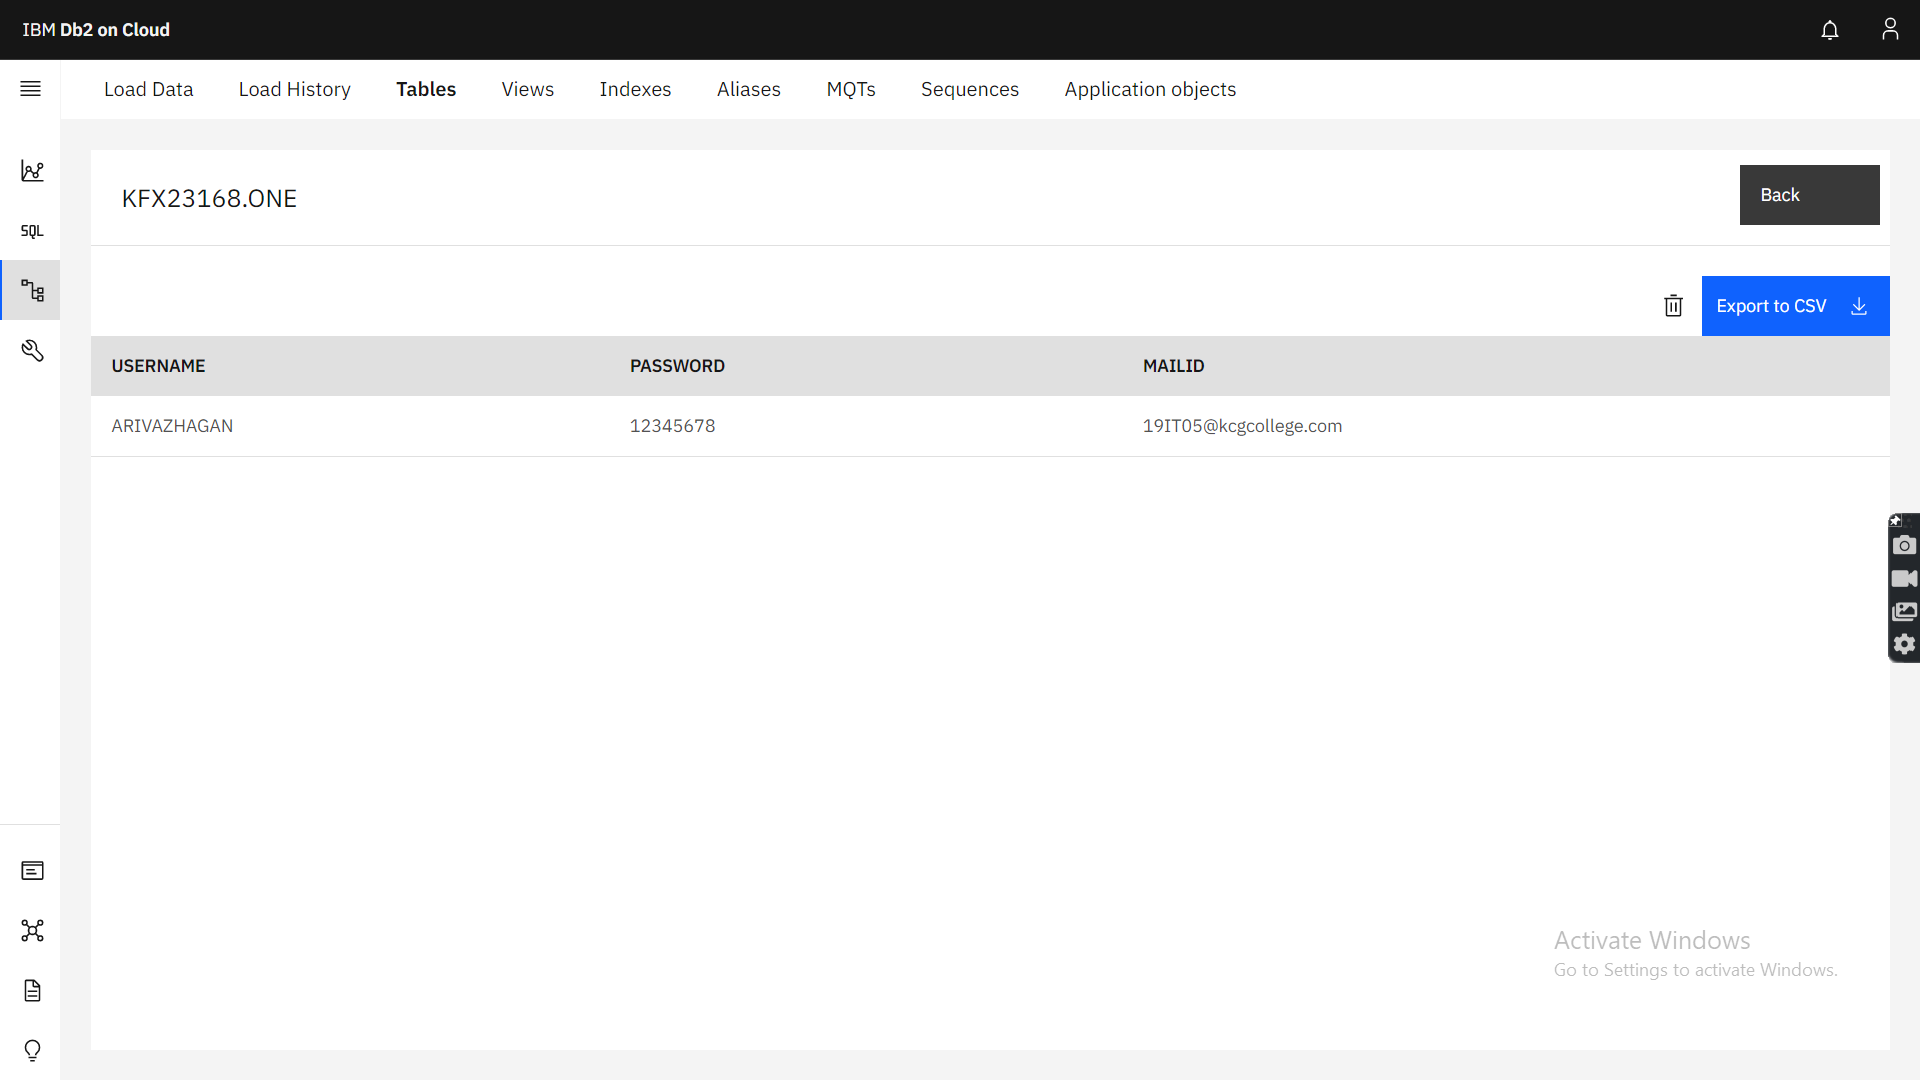 IBM Db2 on Cloud
Load Data Load History Tables Views Indexes Aliases MQTs Sequences Application objects
KFX23168.ONE
Back
SQL
Export to CSV
USERNAME PASSWORD MAILID
ARIVAZHAGAN 12345678 19IT05@kcgcollege.com
Activate Windows
Go to Settings to activate Windows.